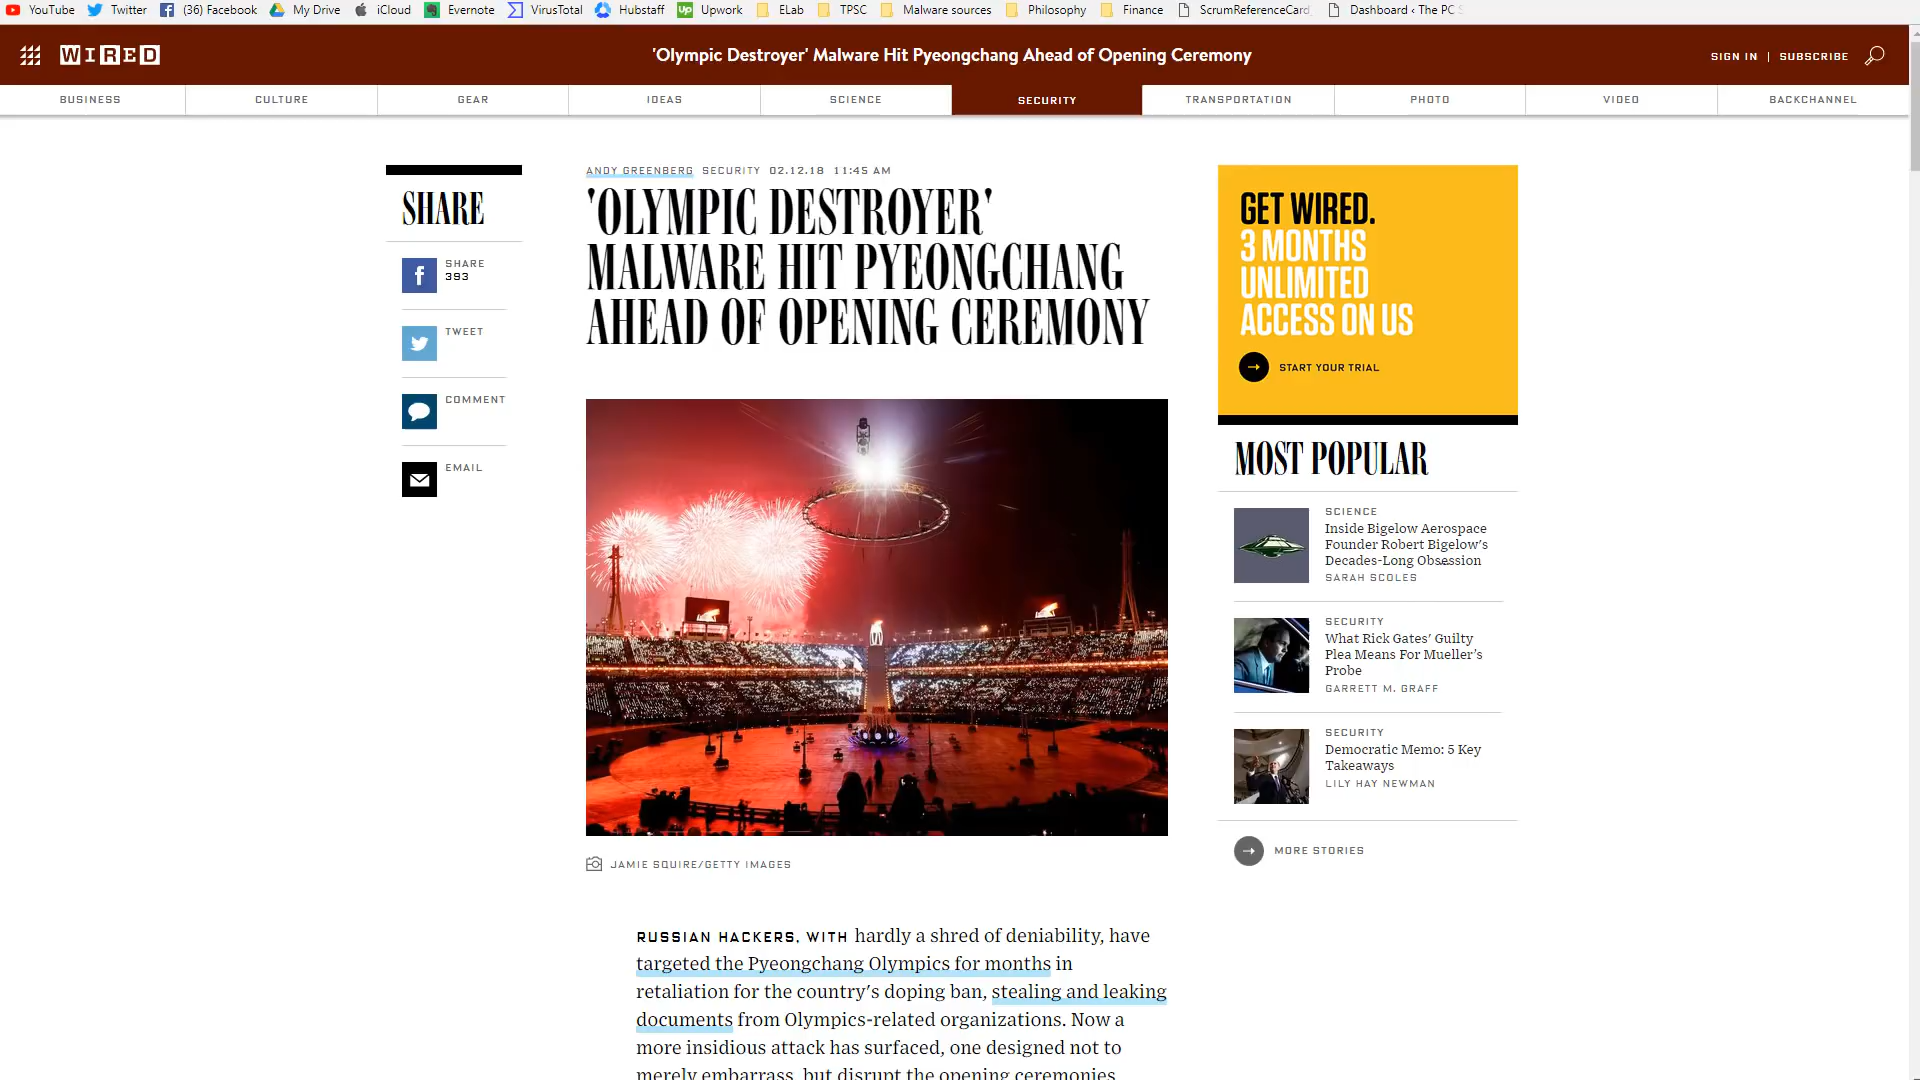 YouTube Twitter (36) Facebook My Drive iCloud Evernote VirusTotal Hubstaff Upwork ELab TPSC Malware sources Philosophy Finance ScrumReferenceCard Dashboard ‹ The PC
WIRED
'Olympic Destroyer' Malware Hit Pyeongchang Ahead of Opening Ceremony
SIGN IN | SUBSCRIBE
BUSINESS CULTURE GEAR IDEAS SCIENCE SECURITY TRANSPORTATION PHOTO VIDEO BACKCHANNEL
SHARE
SHARE
393
TWEET
COMMENT
EMAIL
ANDY GREENBERG SECURITY 02.12.18 11:45 AM
'OLYMPIC DESTROYER'
MALWARE HIT PYEONGCHANG
AHEAD OF OPENING CEREMONY
JAMIE SQUIRE/GETTY IMAGES
RUSSIAN HACKERS, WITH hardly a shred of deniability, have
targeted the Pyeongchang Olympics for months in
retaliation for the country's doping ban, stealing and leaking
documents from Olympics-related organizations. Now a
more insidious attack has surfaced, one designed not to
merely embarrass, but disrupt the opening ceremonies
GET WIRED.
3 MONTHS
UNLIMITED
ACCESS ON US
START YOUR TRIAL
MOST POPULAR
SCIENCE
Inside Bigelow Aerospace
Founder Robert Bigelow's
Decades-Long Obsession
SARAH SCOLES
SECURITY
What Rick Gates' Guilty
Plea Means For Mueller's
Probe
GARRETT M. GRAFF
SECURITY
Democratic Memo: 5 Key
Takeaways
LILY HAY NEWMAN
MORE STORIES